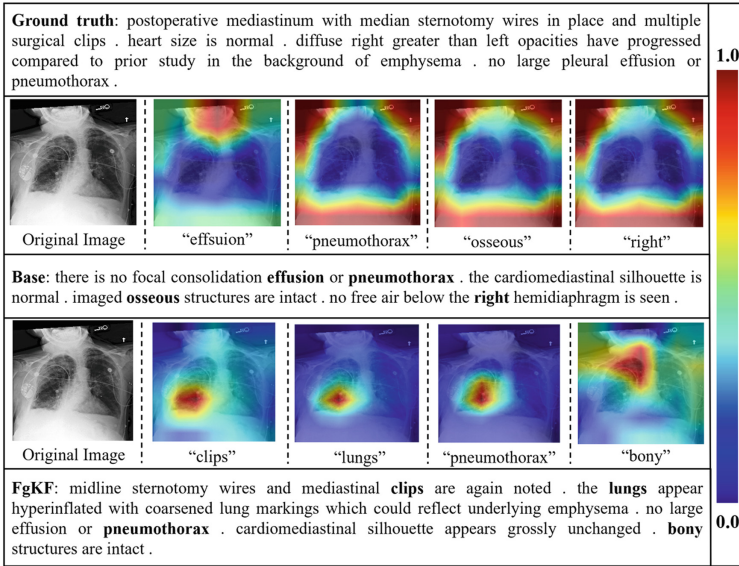 Ground truth: postoperative mediastinum with median sternotomy wires in place and multiple
surgical clips . heart size is normal . diffuse right greater than left opacities have progressed
compared to prior study in the background of emphysema . no large pleural effusion or
pneumothorax .
1.0
Original Image
“effsuion”
“pneumothorax”
“osseous”
“right”
Base: there is no focal consolidation effusion or pneumothorax . the cardiomediastinal silhouette is
normal . imaged osseous structures are intact . no free air below the right hemidiaphragm is seen .
Original Image
“clips”
“lungs”
“pneumothorax”
“bony”
FgKF: midline sternotomy wires and mediastinal clips are again noted . the lungs appear
hyperinflated with coarsened lung markings which could reflect underlying emphysema . no large
effusion or pneumothorax . cardiomediastinal silhouette appears grossly unchanged . bony
structures are intact .
0.0